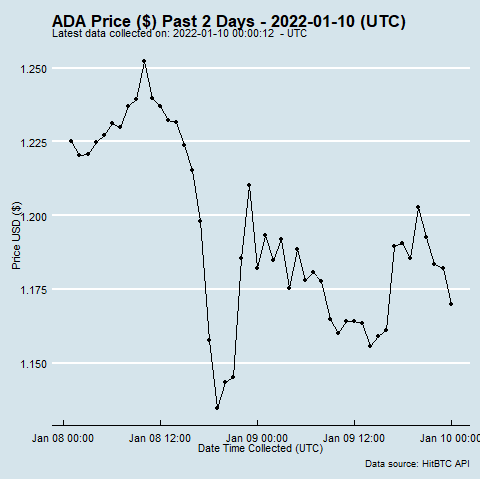 ADA Price ($) Past 2 Days - 2022-01-10 (UTC)
Latest data collected on: 2022-01-10 00:00:12  - UTC
1.250
1.225
1.200
1.175
1.150
Price USD ($)
Jan 08 00:00 Jan 08 12:00 Jan 09 00:00 Jan 09 12:00 Jan 10 00:00
Date Time Collected (UTC)
Data source: HitBTC API